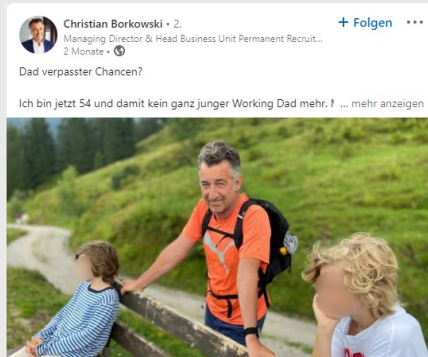 Christian Borkowski • 2.
+ Folgen
Managing Director & Head Business Unit Permanent Recruit...
2 Monate •
Dad verpasster Chancen?
Ich bin jetzt 54 und damit kein ganz junger Working Dad mehr. ... mehr anzeigen